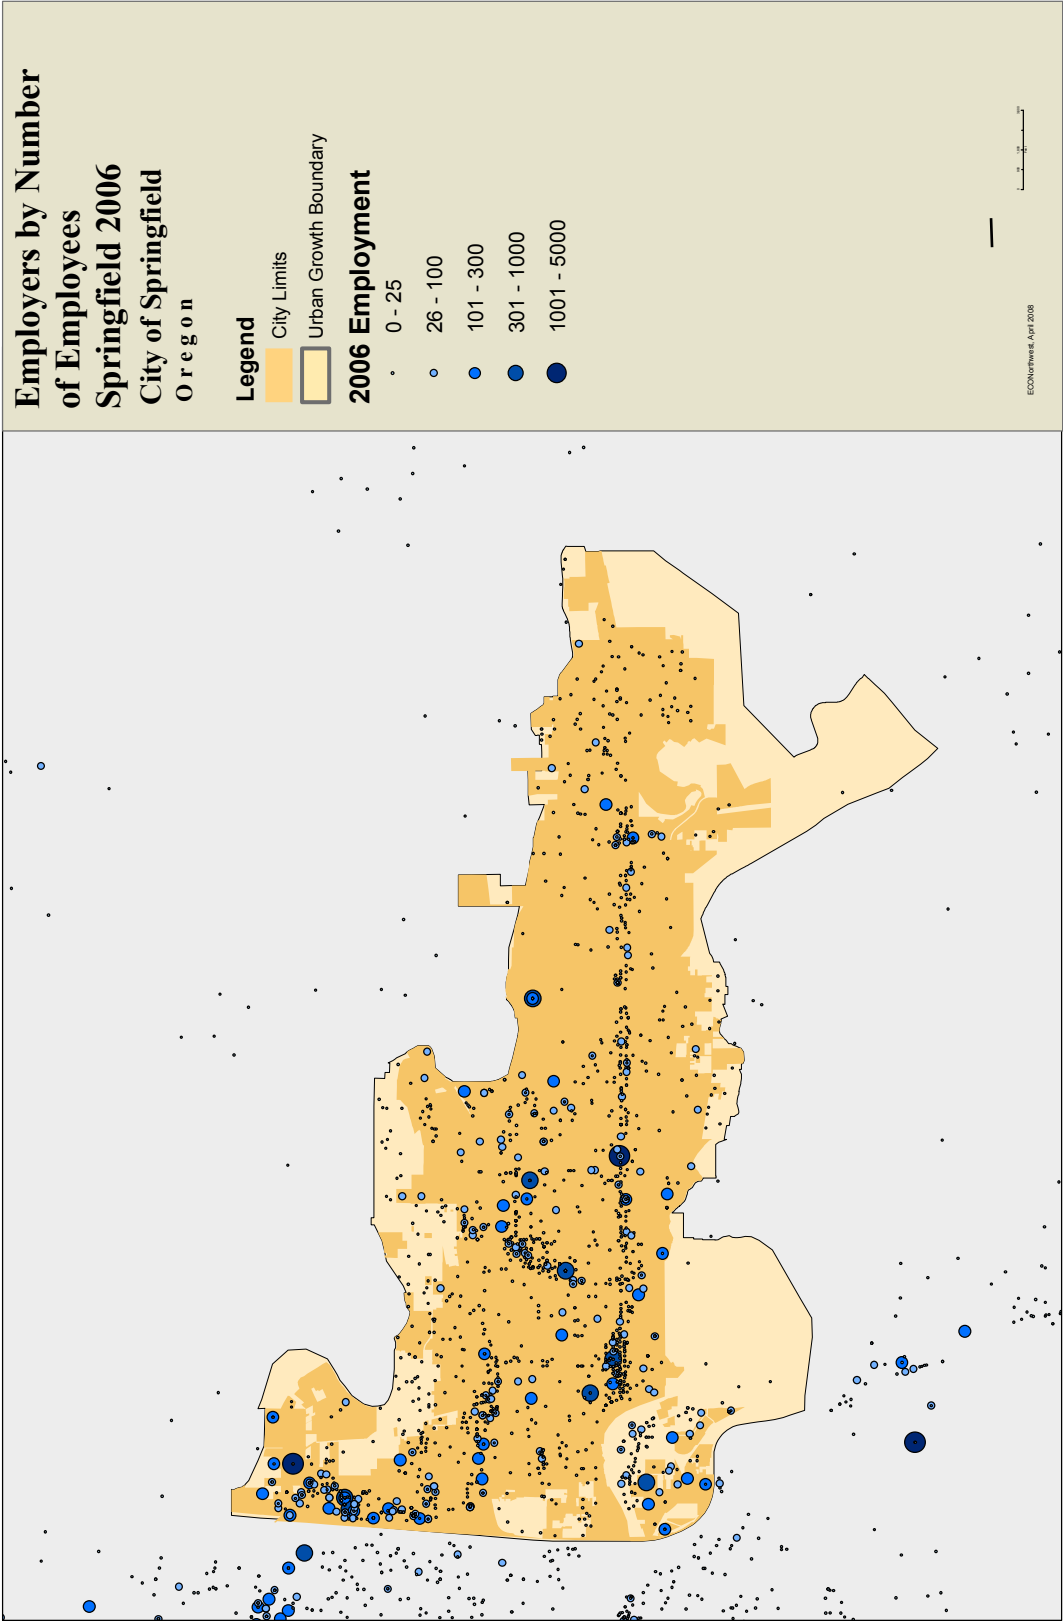 Employers by Number
of Employees
Springfield 2006
City of Springfield
Oregon
Legend
City Limits
Urban Growth Boundary
2006 Employment
0 - 25
26 - 100
101 - 300
301 - 1000
1001 - 5000
ECONorthwest, April 2008